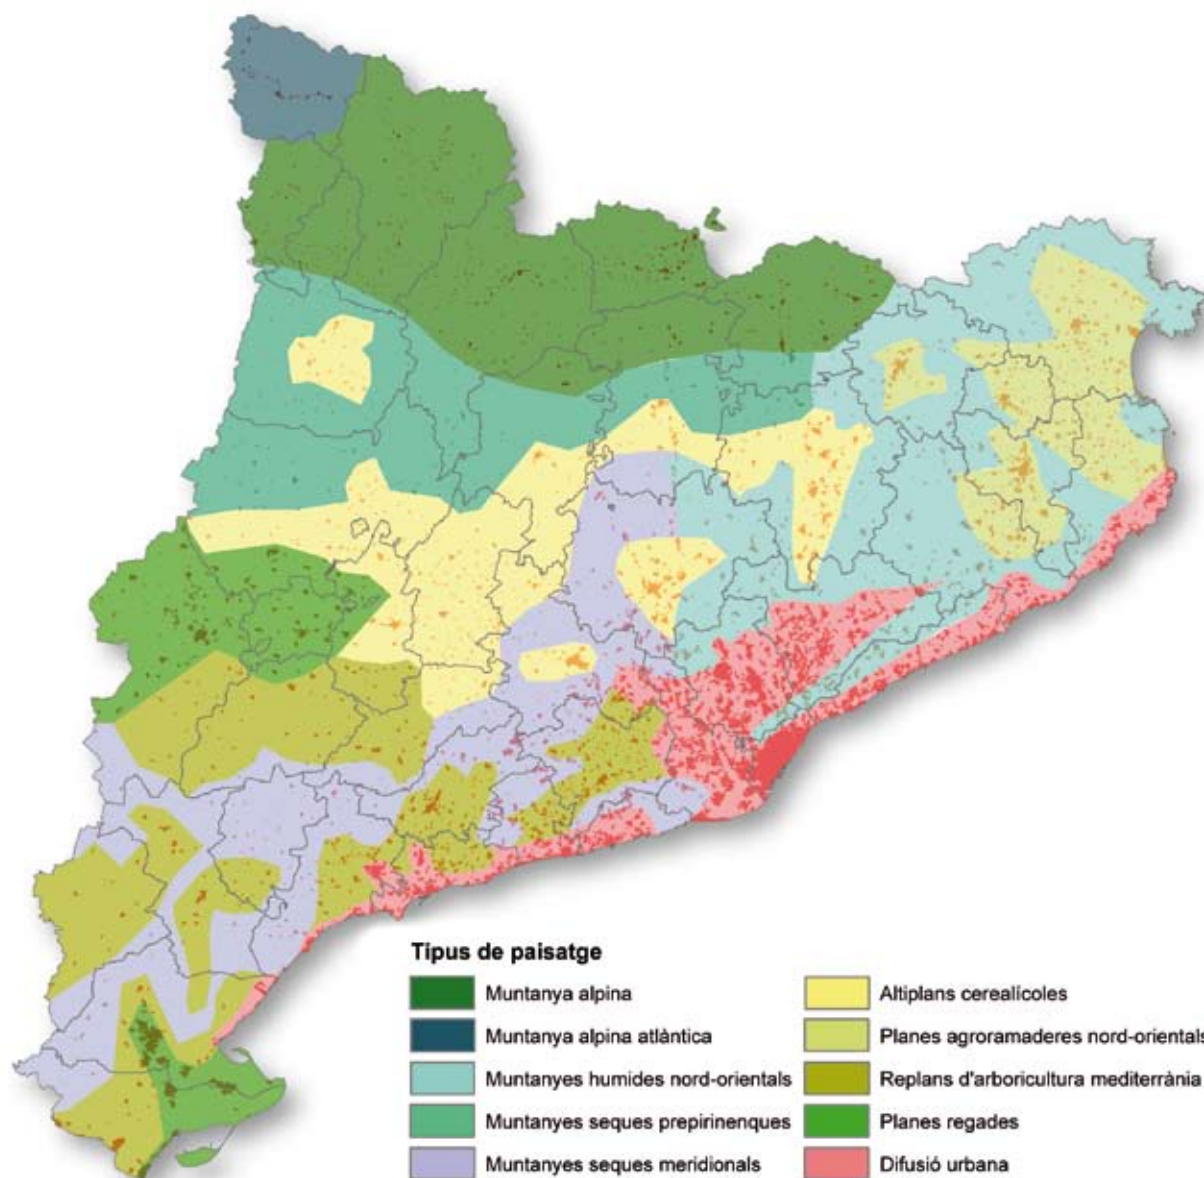 Tipus de paisatge
Muntanya alpina
Muntanya alpina atlàntica
Muntanyes humides nord-orientals
Muntanyes seques prepirinenques
Muntanyes seques meridionals
Altiplans cerealícoles
Planes agroramaderes nord-orientals
Replans d'arboricultura mediterrània
Planes regades
Difusió urbana